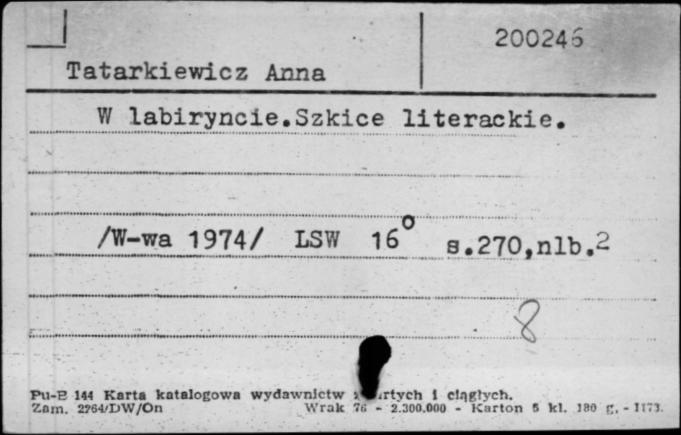 200246
Tatarkiewicz Anna
W labiryncie.Szkice literackie.
/W-wa 1974/ LSW 16° s.270,nlb.2
8
Pu-B 144 Karta katalogowa wydawnictw i ciągłych.
Zam. 2764/DW/On Wrak 76 - 2.300.000 - Karton 5 kl. 180 g. - 1173.